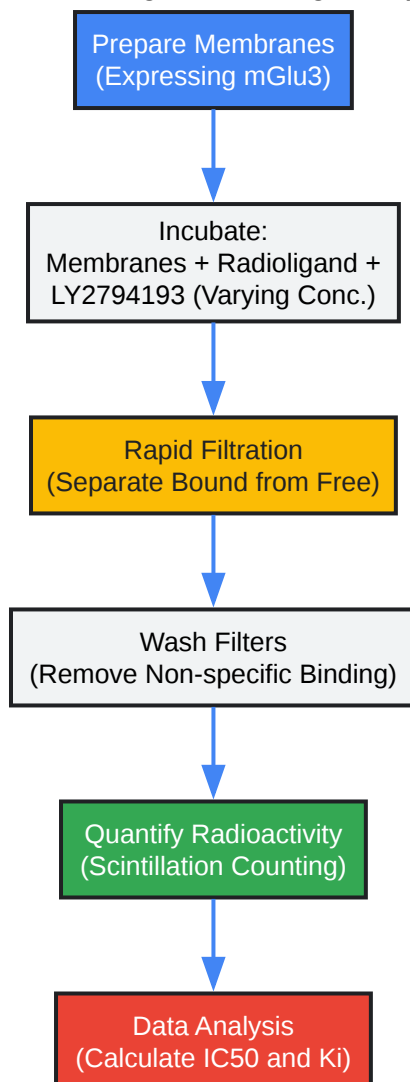 Prepare Membranes
(Expressing mGlu3)
Incubate:
Membranes + Radioligand +
LY2794193 (Varying Conc.)
Rapid Filtration
(Separate Bound from Free)
Wash Filters
(Remove Non-specific Binding)
Quantify Radioactivity
(Scintillation Counting)
Data Analysis
(Calculate IC50 and Ki)